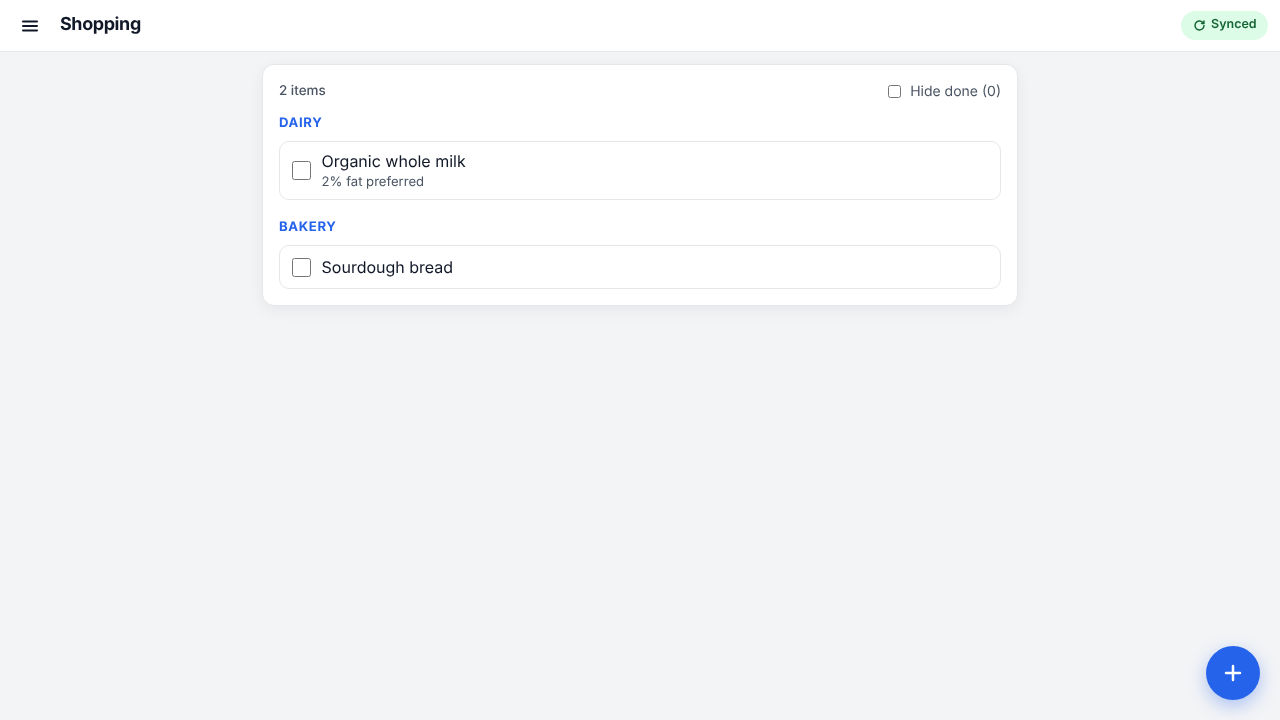 Shopping
Synced
2 items
Hide done (0)
DAIRY
Organic whole milk
2% fat preferred
BAKERY
Sourdough bread